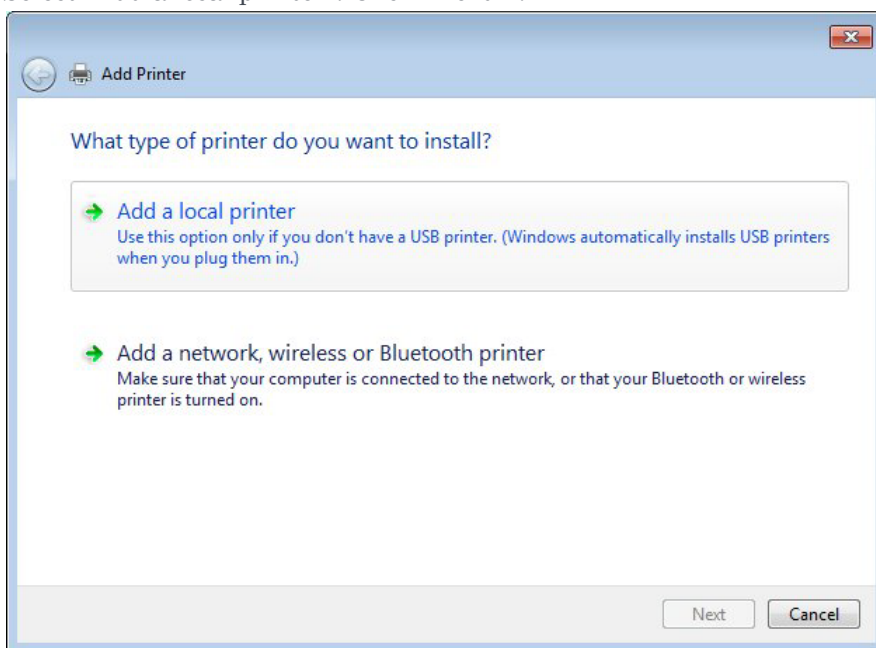 Add Printer
What type of printer do you want to install?
Add a local printer
Use this option only if you don't have a USB printer. (Windows automatically installs USB printers
when you plug them in.)
Add a network, wireless or Bluetooth printer
Make sure that your computer is connected to the network, or that your Bluetooth or wireless
printer is turned on.
Next
Cancel